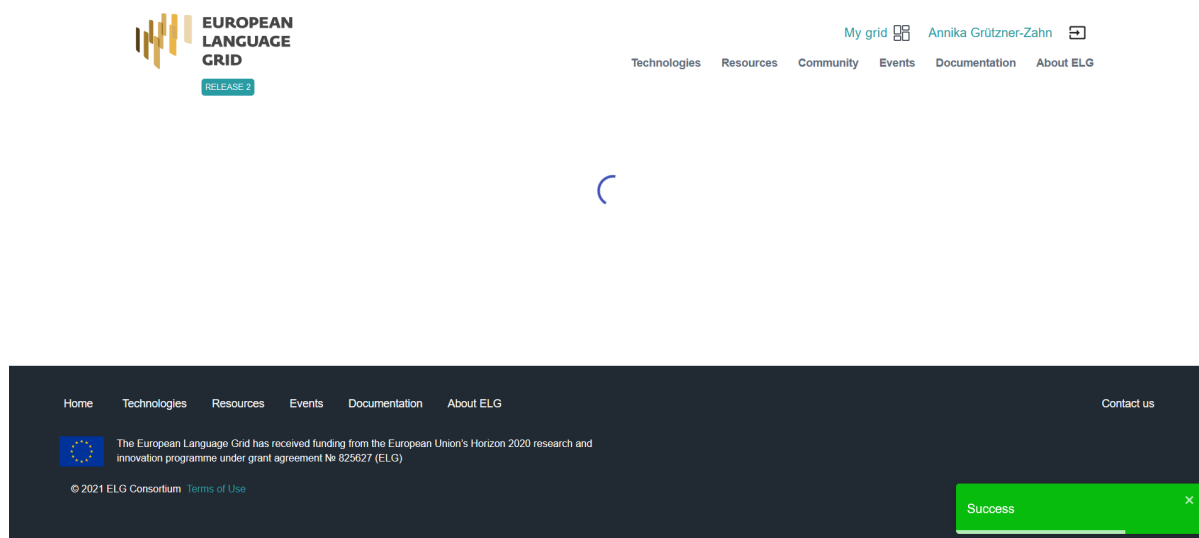 EUROPEAN
LANGUAGE
GRID
RELEASE 2
My grid Annika Grützner-Zahn
Technologies Resources Community Events Documentation About ELG
Home Technologies Resources Events Documentation About ELG Contact us
The European Language Grid has received funding from the European Union's Horizon 2020 research and
innovation programme under grant agreement № 825627 (ELG)
© 2021 ELG Consortium Terms of Use
Success ×